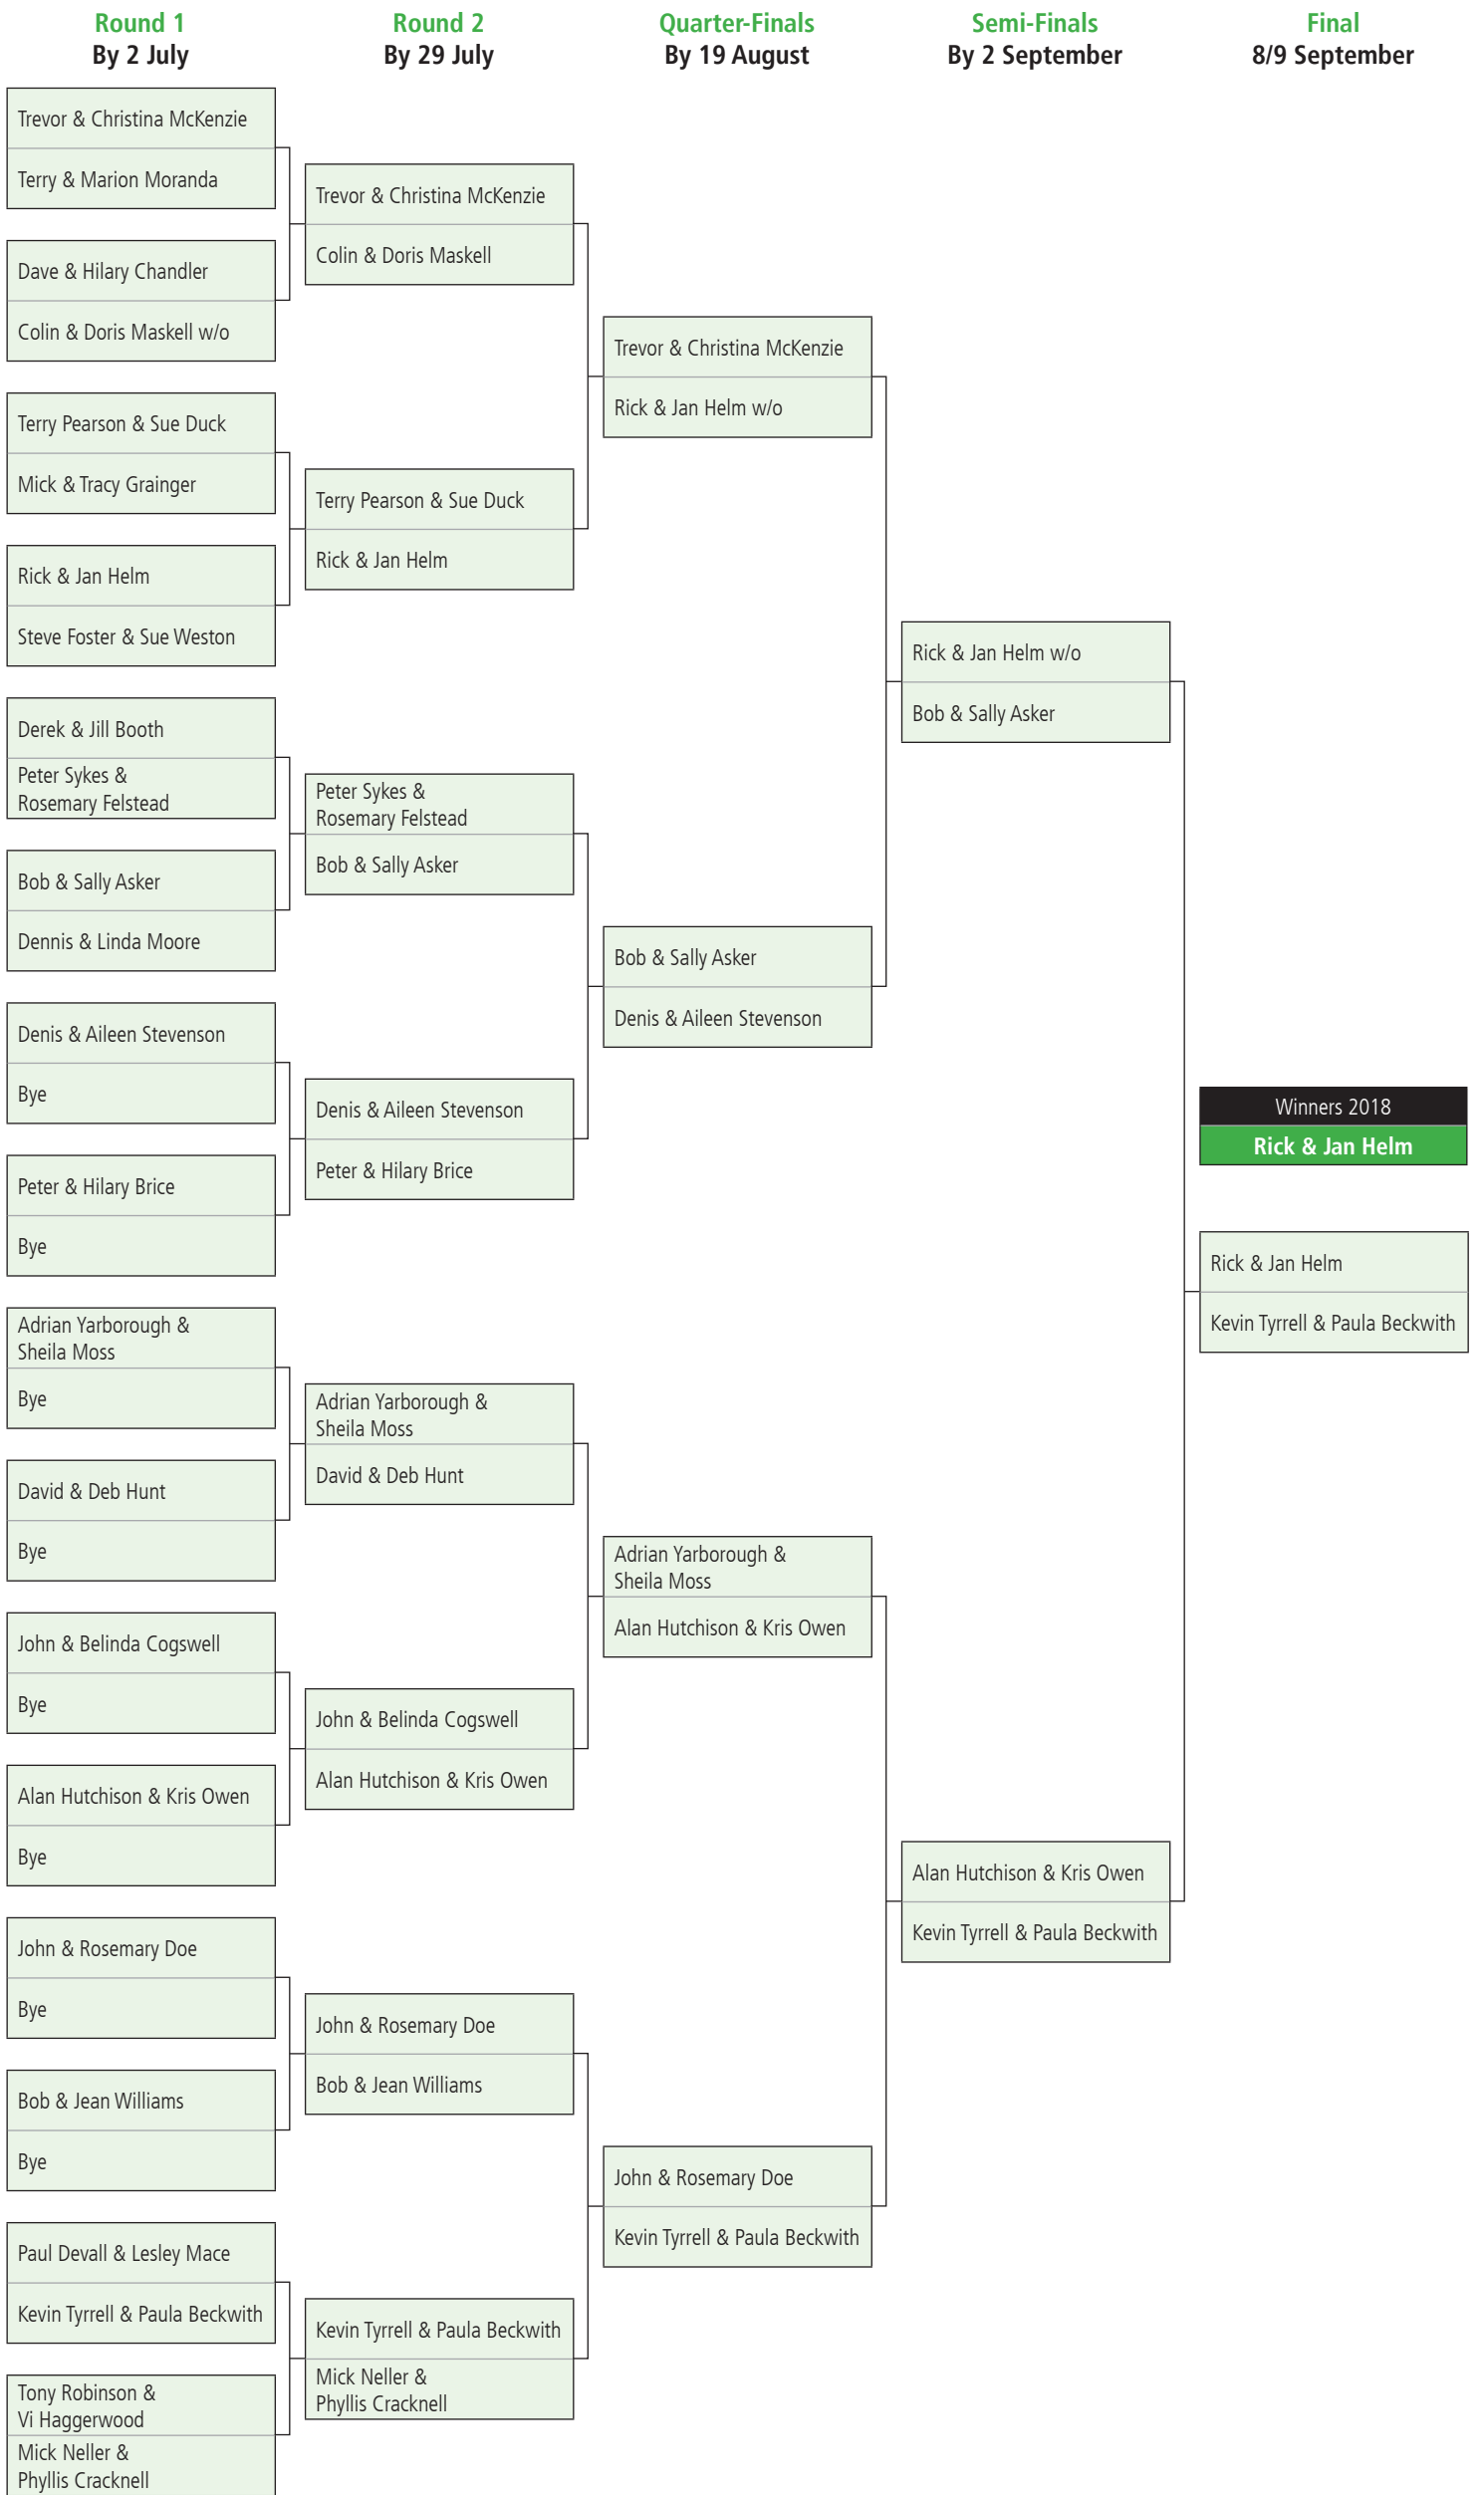 Round 1
By 2 July
Round 2
By 29 July
Quarter-Finals
By 19 August
Semi-Finals
By 2 September
Final
8/9 September
Trevor & Christina McKenzie
Terry & Marion Moranda
Dave & Hilary Chandler
Colin & Doris Maskell w/o
Terry Pearson & Sue Duck
Mick & Tracy Grainger
Rick & Jan Helm
Steve Foster & Sue Weston
Derek & Jill Booth
Peter Sykes &
Rosemary Felstead
Bob & Sally Asker
Dennis & Linda Moore
Denis & Aileen Stevenson
Bye
Peter & Hilary Brice
Bye
Adrian Yarborough &
Sheila Moss
Bye
David & Deb Hunt
Bye
John & Belinda Cogswell
Bye
Alan Hutchison & Kris Owen
Bye
John & Rosemary Doe
Bye
Bob & Jean Williams
Bye
Paul Devall & Lesley Mace
Kevin Tyrrell & Paula Beckwith
Tony Robinson &
Vi Haggerwood
Mick Neller &
Phyllis Cracknell
Trevor & Christina McKenzie
Colin & Doris Maskell
Terry Pearson & Sue Duck
Rick & Jan Helm
Peter Sykes &
Rosemary Felstead
Bob & Sally Asker
Denis & Aileen Stevenson
Peter & Hilary Brice
Adrian Yarborough &
Sheila Moss
David & Deb Hunt
John & Belinda Cogswell
Alan Hutchison & Kris Owen
John & Rosemary Doe
Bob & Jean Williams
Kevin Tyrrell & Paula Beckwith
Mick Neller &
Phyllis Cracknell
Trevor & Christina McKenzie
Rick & Jan Helm w/o
Bob & Sally Asker
Denis & Aileen Stevenson
Adrian Yarborough &
Sheila Moss
Alan Hutchison & Kris Owen
John & Rosemary Doe
Kevin Tyrrell & Paula Beckwith
Rick & Jan Helm w/o
Bob & Sally Asker
Alan Hutchison & Kris Owen
Kevin Tyrrell & Paula Beckwith
Winners 2018
Rick & Jan Helm
Rick & Jan Helm
Kevin Tyrrell & Paula Beckwith